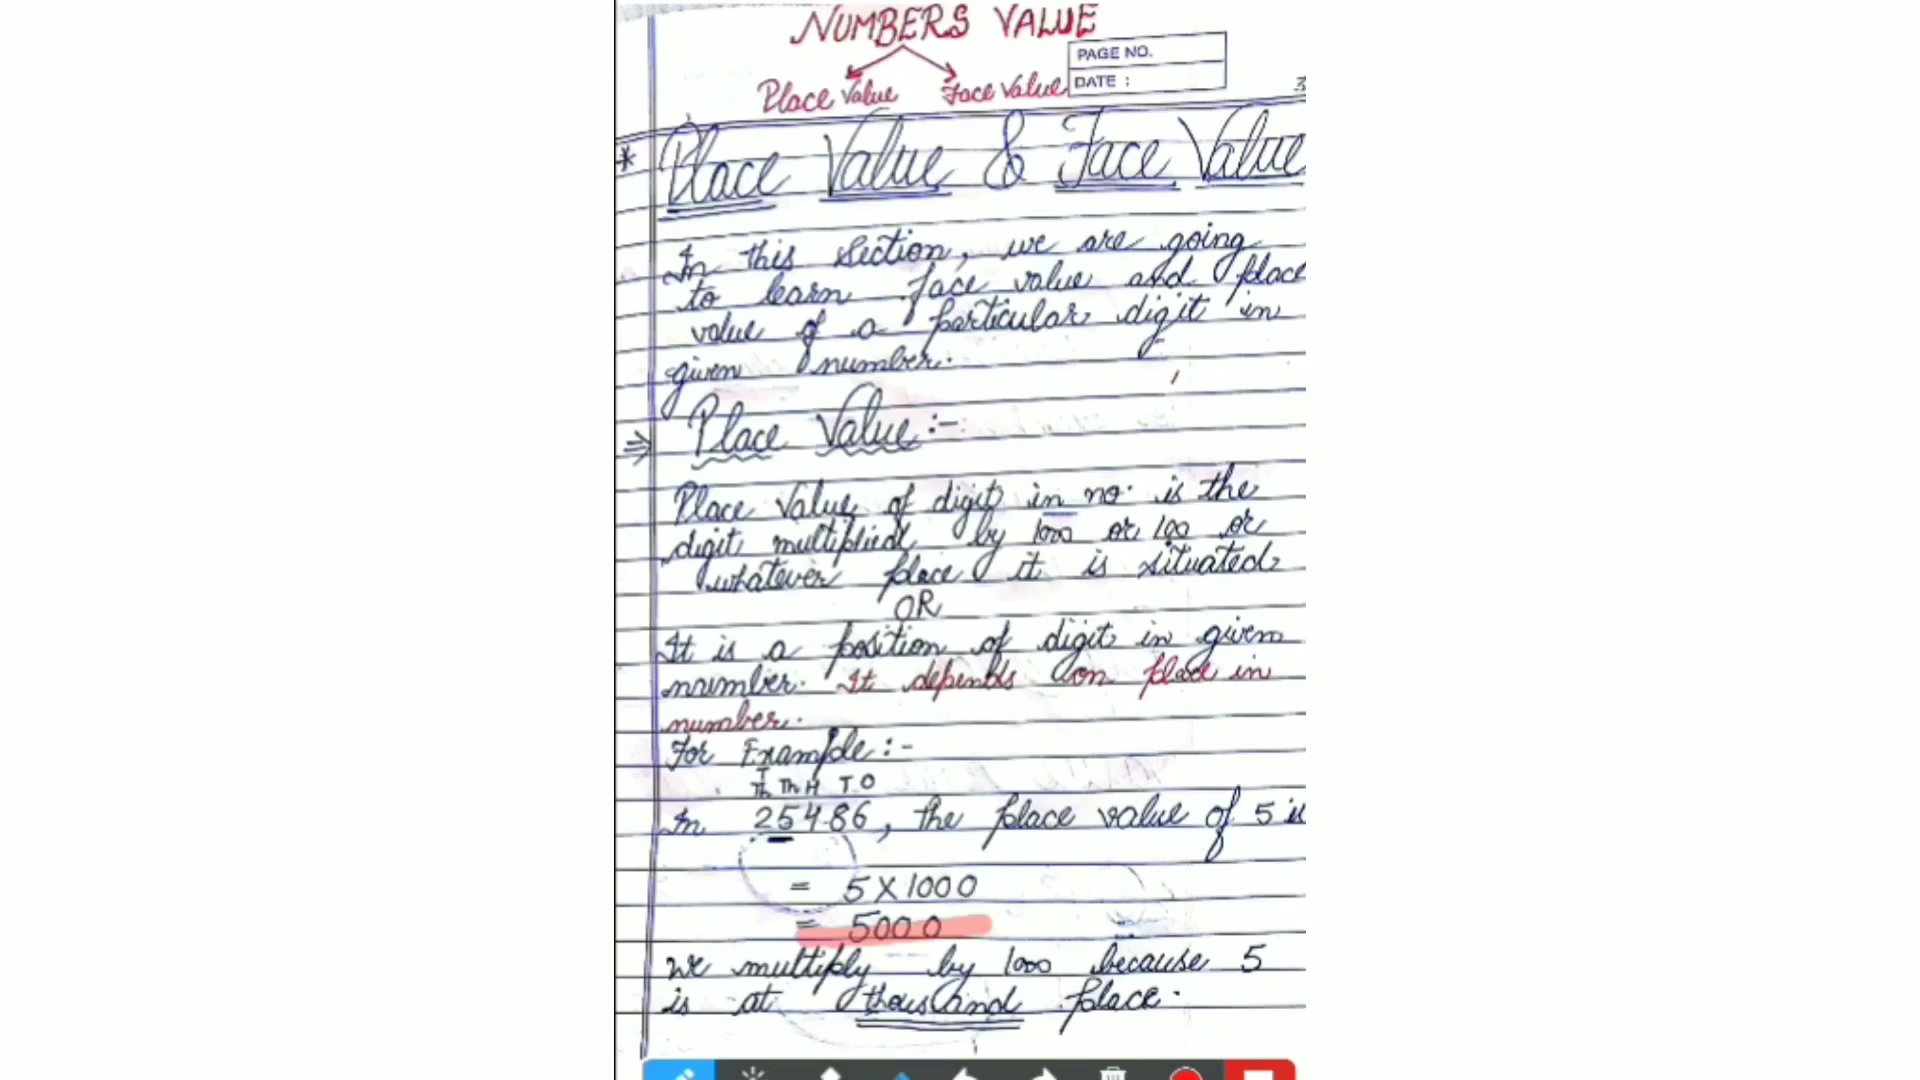 NUMBERS VALUE
PAGE NO.
Place Value Face Value
DATE :
3
* Place Value & Face Value
In this section, we are going
to learn face value and place
value of a particular digit in
given number.
⇒ Place Value :-
Place Value of digit in no. is the
digit multiplied by 1000 or 100 or
whatever place it is situated
OR
It is a position of digit in given
number. It depends on place in
number.
For Example :-
T
Th Th H T O
In 25486, the place value of 5 is
= 5 X 1000
= 5000
we multiply by 1000 because 5
is at thousand place.